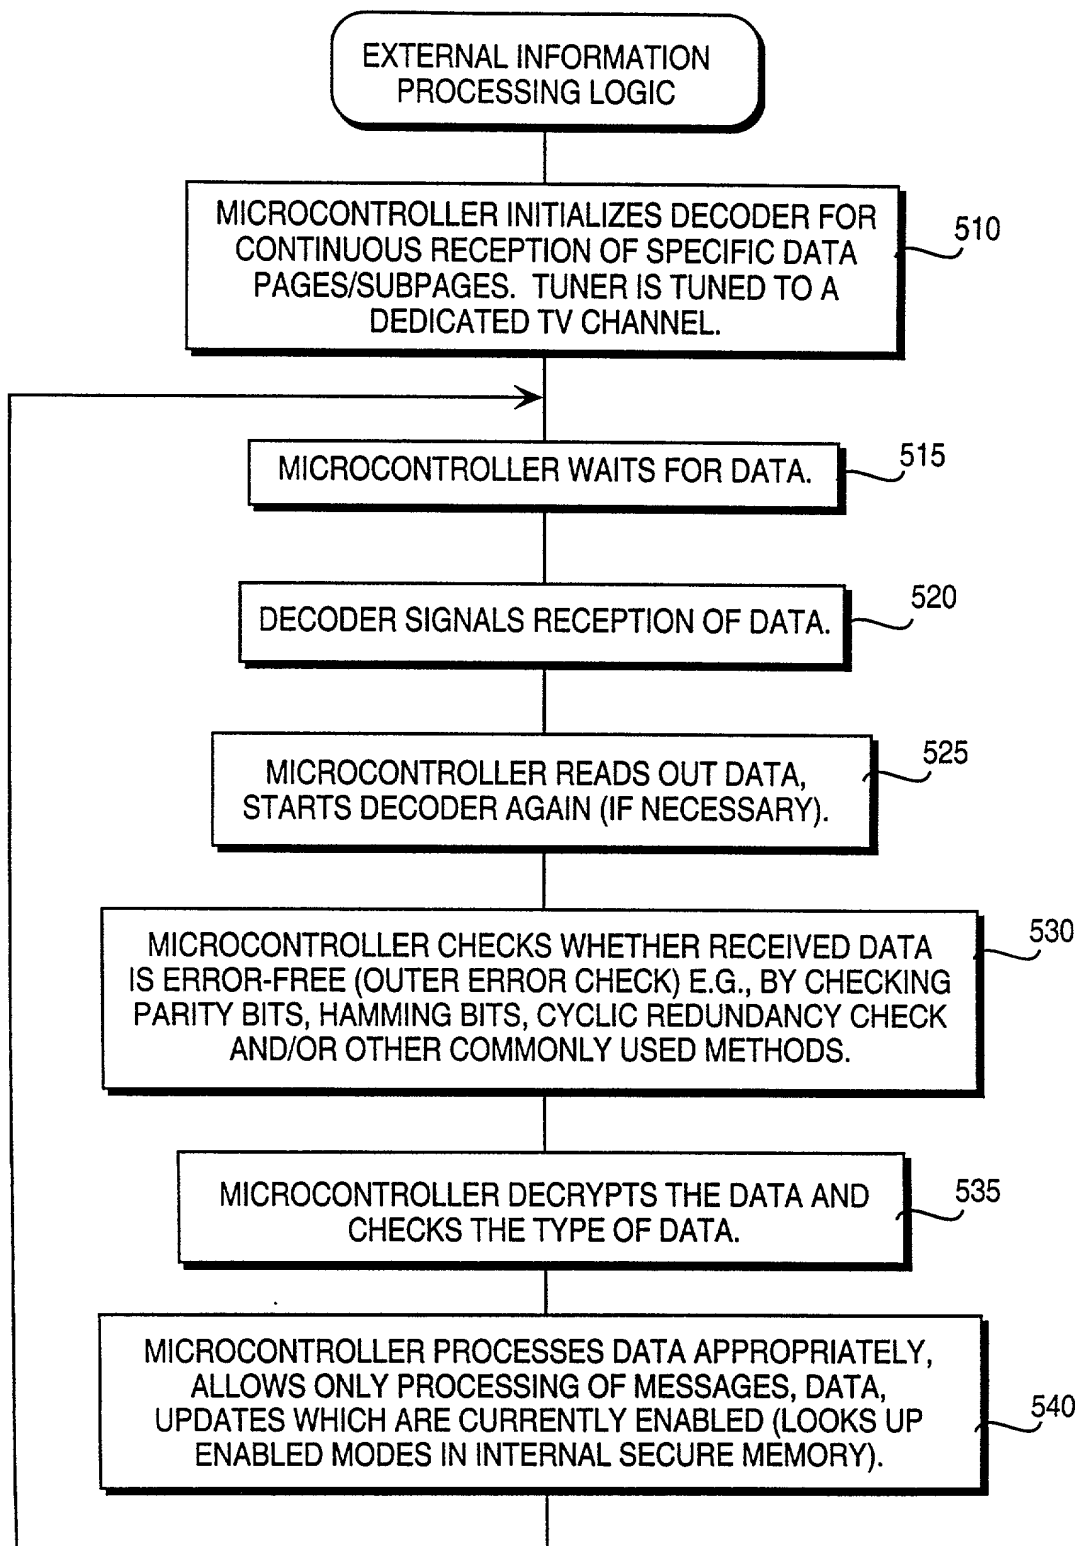 EXTERNAL INFORMATION
PROCESSING LOGIC
MICROCONTROLLER INITIALIZES DECODER FOR
CONTINUOUS RECEPTION OF SPECIFIC DATA
PAGES/SUBPAGES. TUNER IS TUNED TO A
DEDICATED TV CHANNEL.
510
MICROCONTROLLER WAITS FOR DATA.
515
DECODER SIGNALS RECEPTION OF DATA.
520
MICROCONTROLLER READS OUT DATA,
STARTS DECODER AGAIN (IF NECESSARY).
525
MICROCONTROLLER CHECKS WHETHER RECEIVED DATA
IS ERROR-FREE (OUTER ERROR CHECK) E.G., BY CHECKING
PARITY BITS, HAMMING BITS, CYCLIC REDUNDANCY CHECK
AND/OR OTHER COMMONLY USED METHODS.
530
MICROCONTROLLER DECRYPTS THE DATA AND
CHECKS THE TYPE OF DATA.
535
MICROCONTROLLER PROCESSES DATA APPROPRIATELY,
ALLOWS ONLY PROCESSING OF MESSAGES, DATA,
UPDATES WHICH ARE CURRENTLY ENABLED (LOOKS UP
ENABLED MODES IN INTERNAL SECURE MEMORY).
540